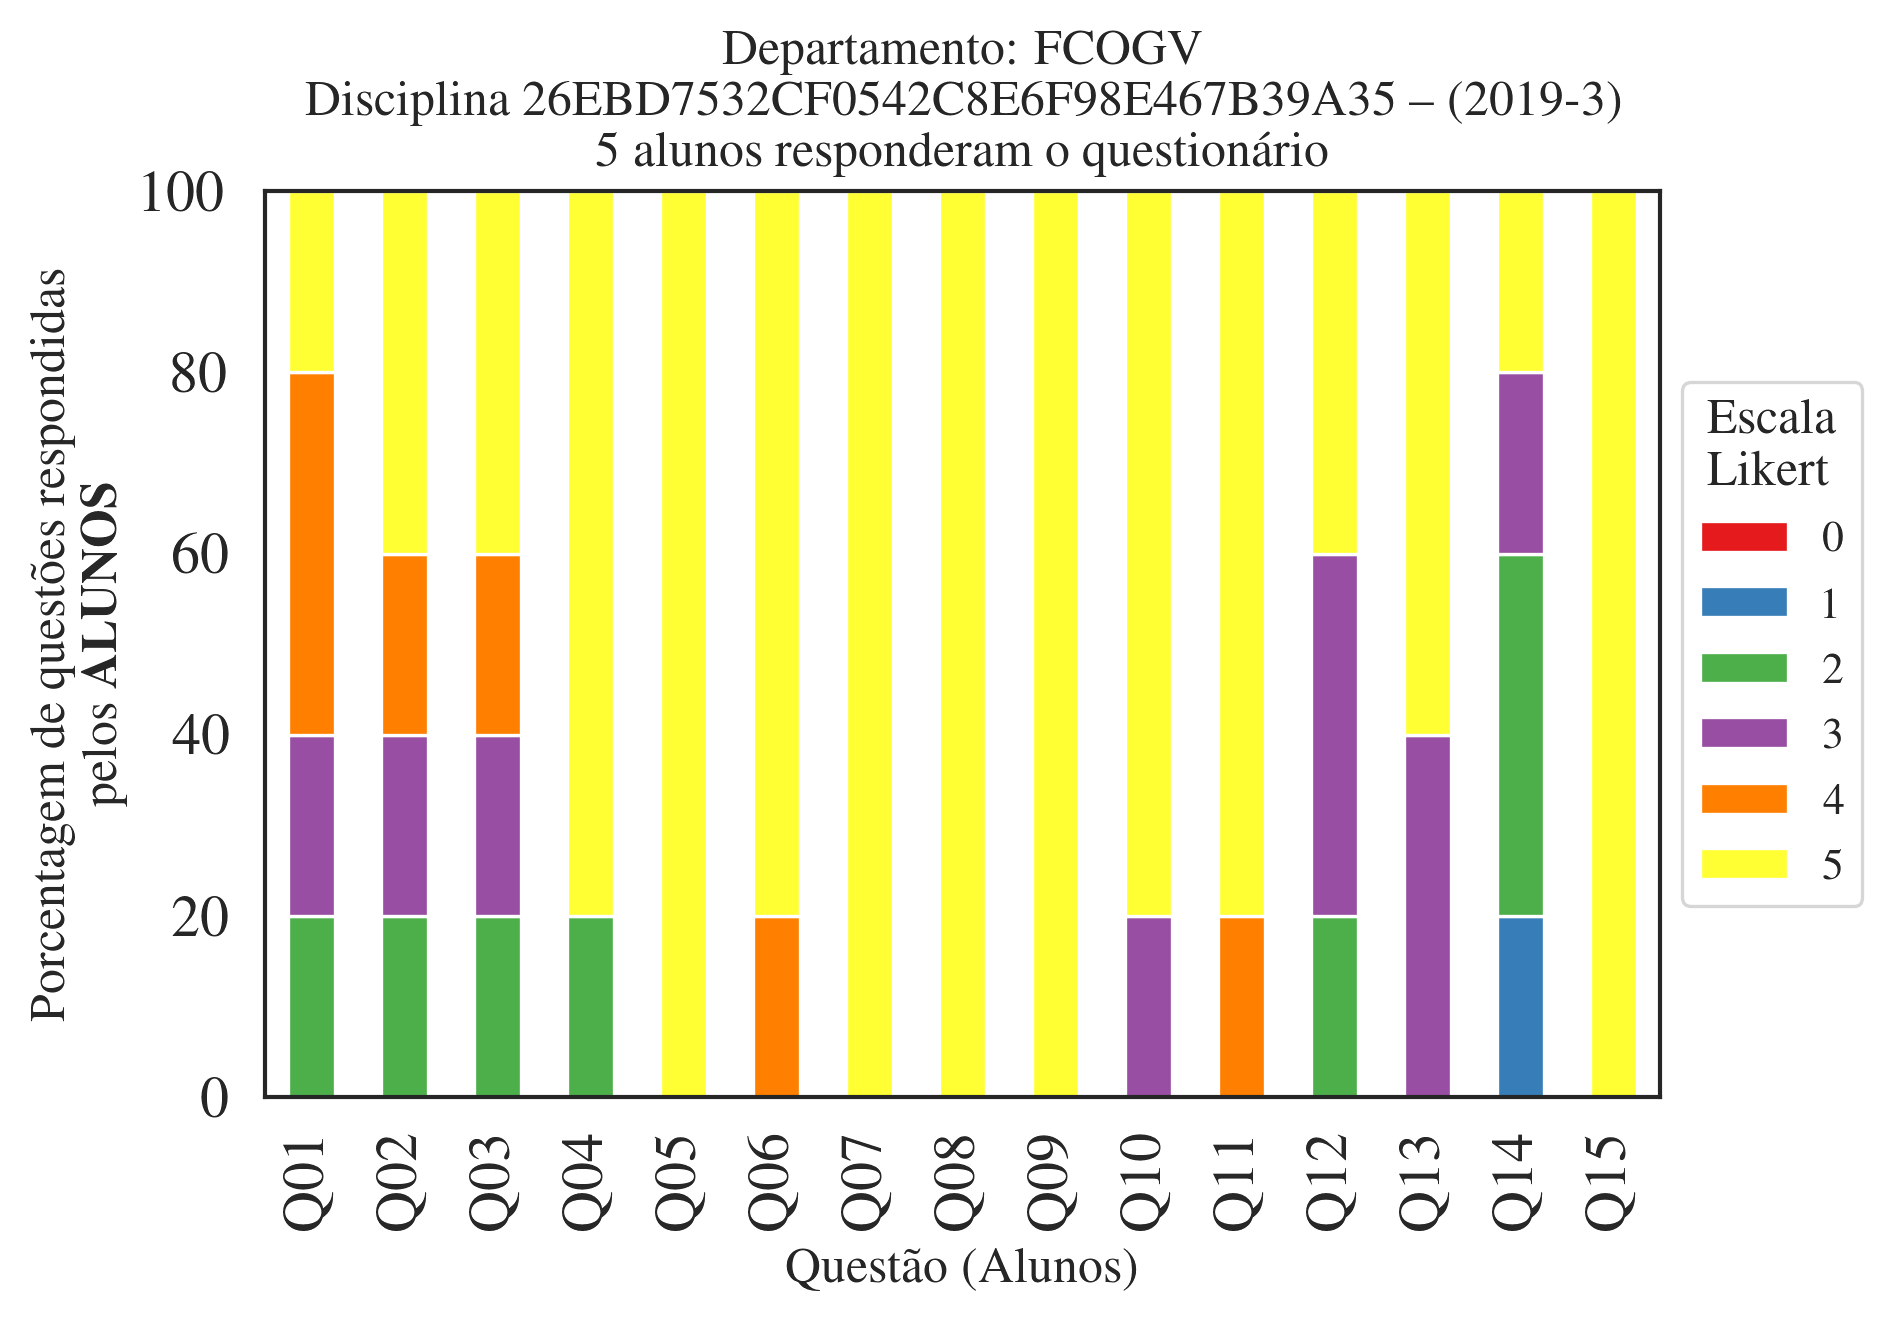 Departamento: FCOGV
Disciplina 26EBD7532CF0542C8E6F98E467B39A35 – (2019-3)
5 alunos responderam o questionário
Porcentagem de questões respondidas
pelos ALUNOS
100
80
60
40
20
0
Q01
Q02
Q03
Q04
Q05
Q06
Q07
Q08
Q09
Q10
Q11
Q12
Q13
Q14
Q15
Questão (Alunos)
Escala
Likert
0
1
2
3
4
5